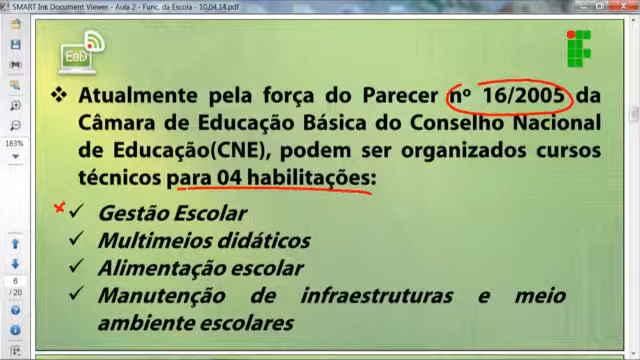 SMART Ink Document Viewer - Aula 2 - Func. da Escola - 10.04.14.pdf
EaD
❖ Atualmente pela força do Parecer nº 16/2005 da
Câmara de Educação Básica do Conselho Nacional
de Educação(CNE), podem ser organizados cursos
técnicos para 04 habilitações:
✓ Gestão Escolar
✓ Multimeios didáticos
✓ Alimentação escolar
✓ Manutenção de infraestruturas e meio
ambiente escolares
163%
6
/ 20